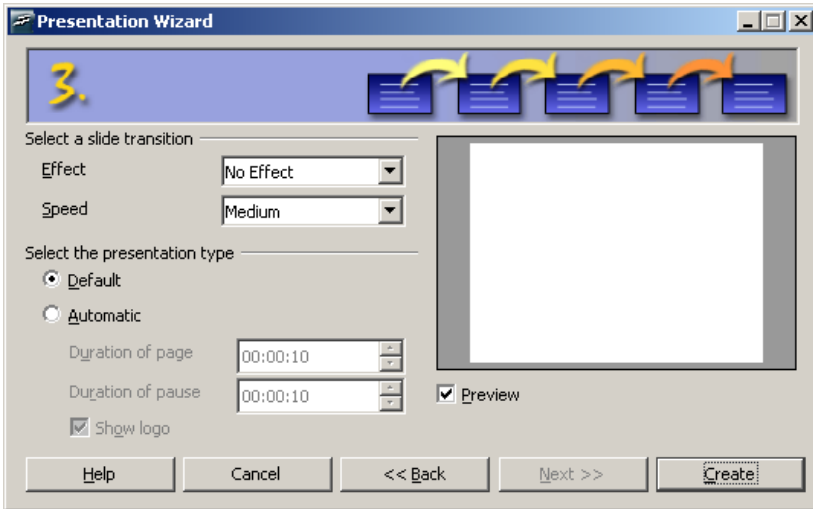 Presentation Wizard
3.
Select a slide transition
Effect No Effect
Speed Medium
Select the presentation type
Default
Automatic
Duration of page 00:00:10
Duration of pause 00:00:10
Preview
Show logo
Help Cancel << Back Next >> Create